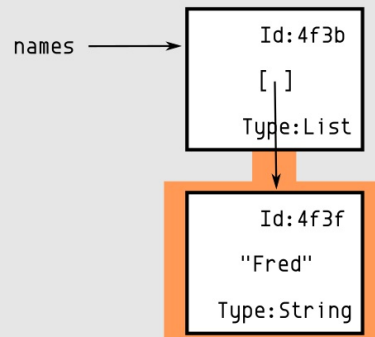 Id:4f3b
names
[ ]
Type:List
Id:4f3f
"Fred"
Type:String